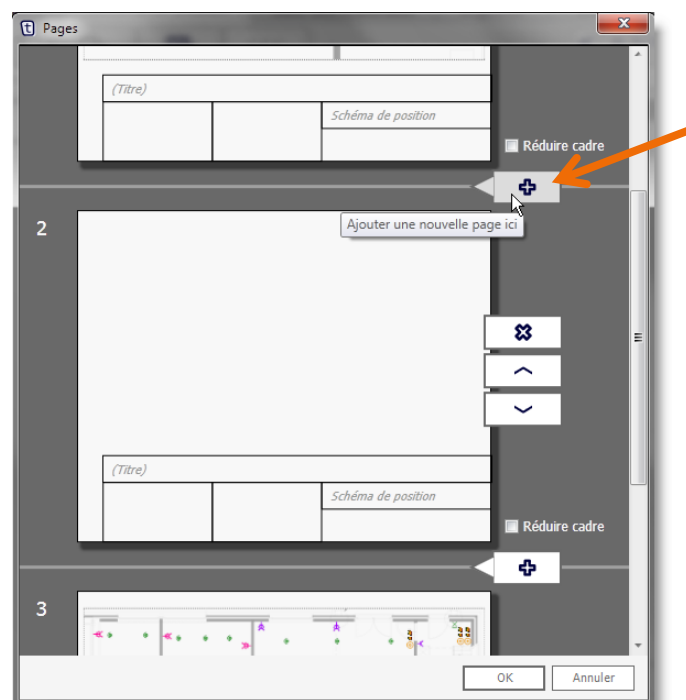 Pages
(Titre)
Schéma de position
Réduire cadre
Ajouter une nouvelle page ici
2
(Titre)
Schéma de position
Réduire cadre
3
OK
Annuler